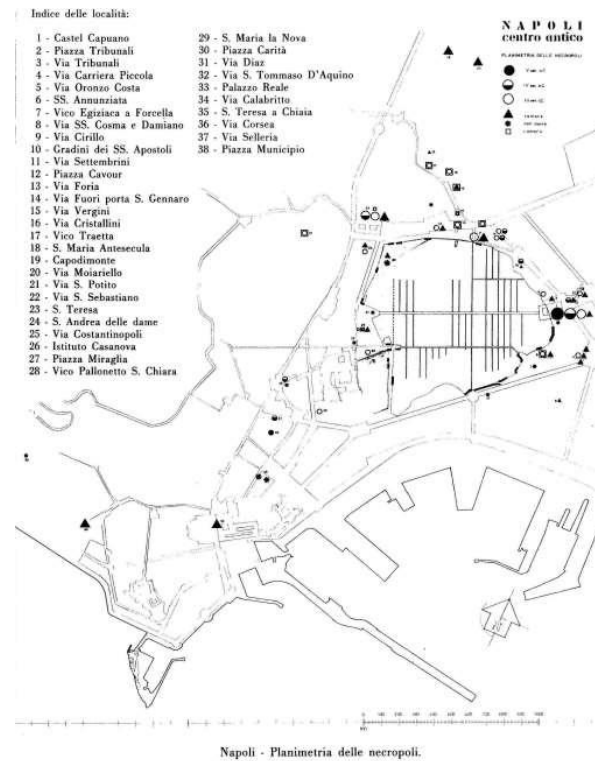 Indice delle località:
1 - Castel Capuano
2 - Piazza Tribunali
3 - Via Tribunali
4 - Via Carriera Piccola
5 - Via Oronzo Costa
6 - SS. Annunziata
7 - Vico Egiziaca a Forcella
8 - Via SS. Cosma e Damiano
9 - Via Cirillo
10 - Gradini dei SS. Apostoli
11 - Via Settembrini
12 - Piazza Cavour
13 - Via Foria
14 - Via Fuori porta S. Gennaro
15 - Via Vergini
16 - Via Cristallini
17 - Vico Traetta
18 - S. Maria Antesecula
19 - Capodimonte
20 - Via Moiariello
21 - Via S. Potito
22 - Via S. Sebastiano
23 - S. Teresa
24 - S. Andrea delle dame
25 - Via Costantinopoli
26 - Istituto Casanova
27 - Piazza Miraglia
28 - Vico Pallonetto S. Chiara
29 - S. Maria la Nova
30 - Piazza Carità
31 - Via Diaz
32 - Via S. Tommaso D'Aquino
33 - Palazzo Reale
34 - Via Calabritto
35 - S. Teresa a Chiaia
36 - Via Corsea
37 - Via Selleria
38 - Piazza Municipio
NAPOLI
centro antico
PLANIMETRIA DELLE NECROPOLI
Napoli - Planimetria delle necropoli.